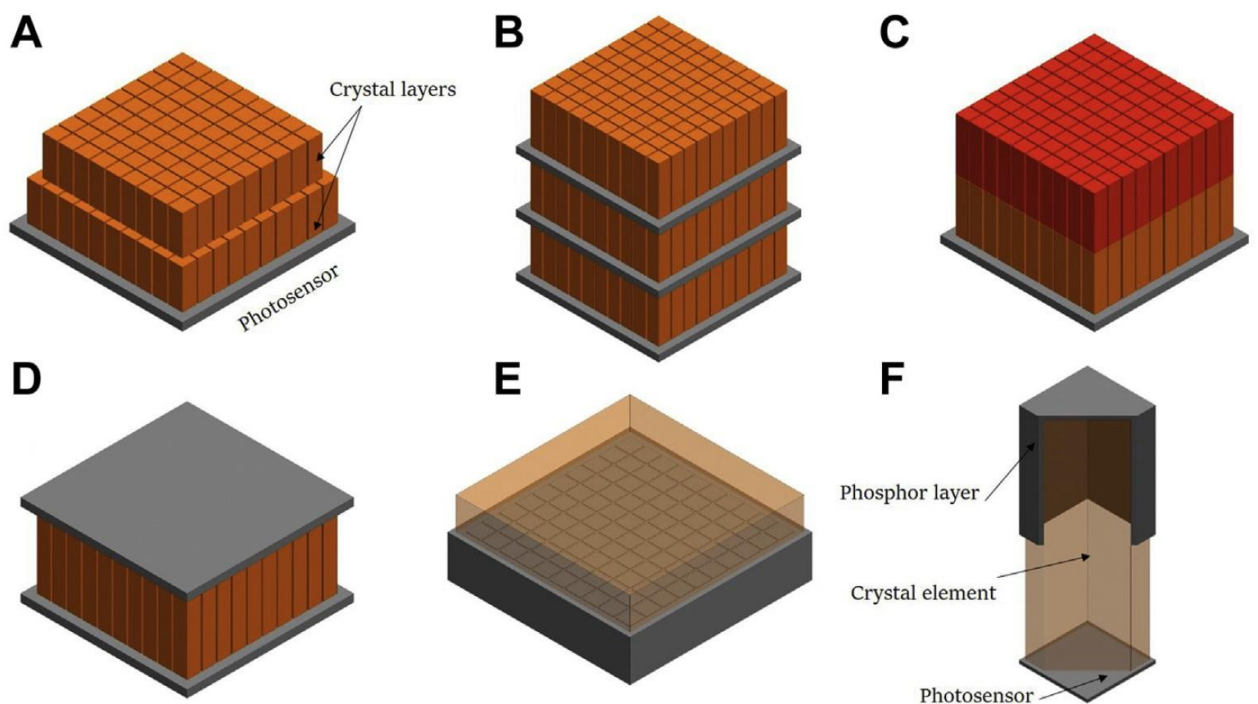 A
Crystal layers
Photosensor
B
C
D
E
F
Phosphor layer
Crystal element
Photosensor